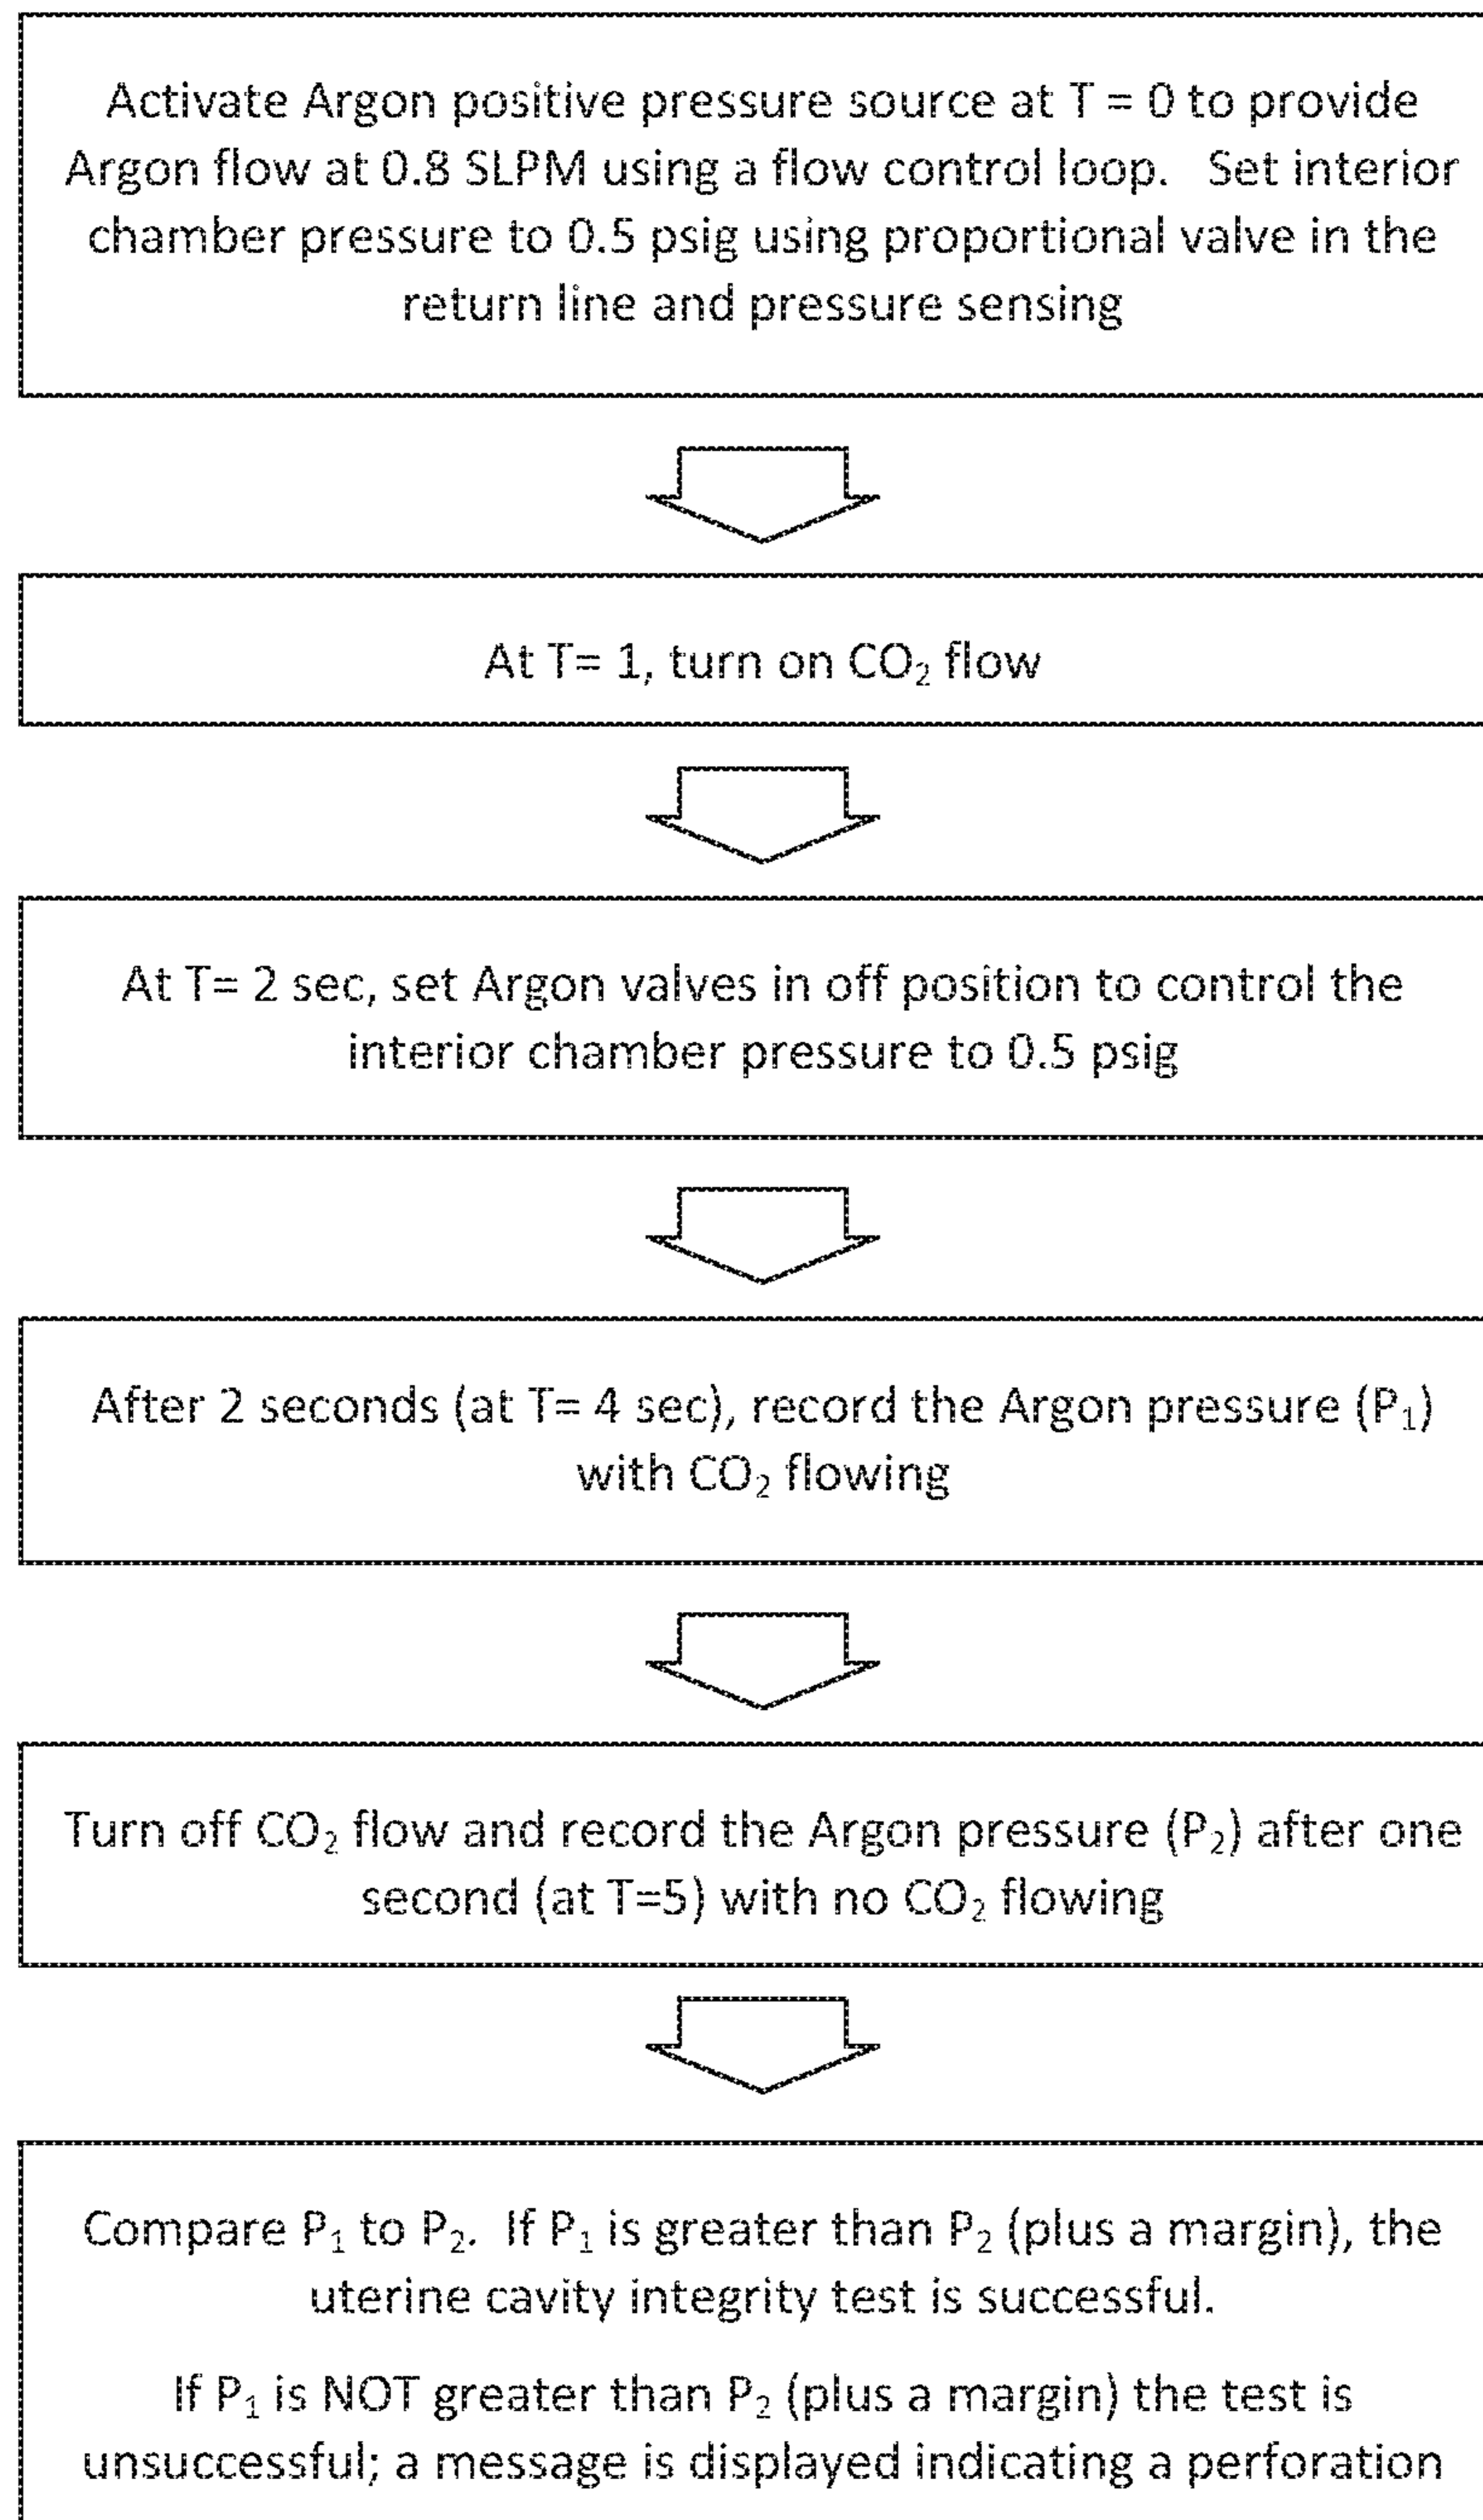 Activate Argon positive pressure source at T = 0 to provide
Argon flow at 0.8 SLPM using a flow control loop.   Set interior
chamber pressure to 0.5 psig using proportional valve in the
return line and pressure sensing
At T= 1, turn on CO₂ flow
At T= 2 sec, set Argon valves in off position to control the
interior chamber pressure to 0.5 psig
After 2 seconds (at T= 4 sec), record the Argon pressure (P₁)
with CO₂ flowing
Turn off CO₂ flow and record the Argon pressure (P₂) after one
second (at T=5) with no CO₂ flowing
Compare P₁ to P₂.  If P₁ is greater than P₂ (plus a margin), the
uterine cavity integrity test is successful.
If P₁ is NOT greater than P₂ (plus a margin) the test is
unsuccessful; a message is displayed indicating a perforation